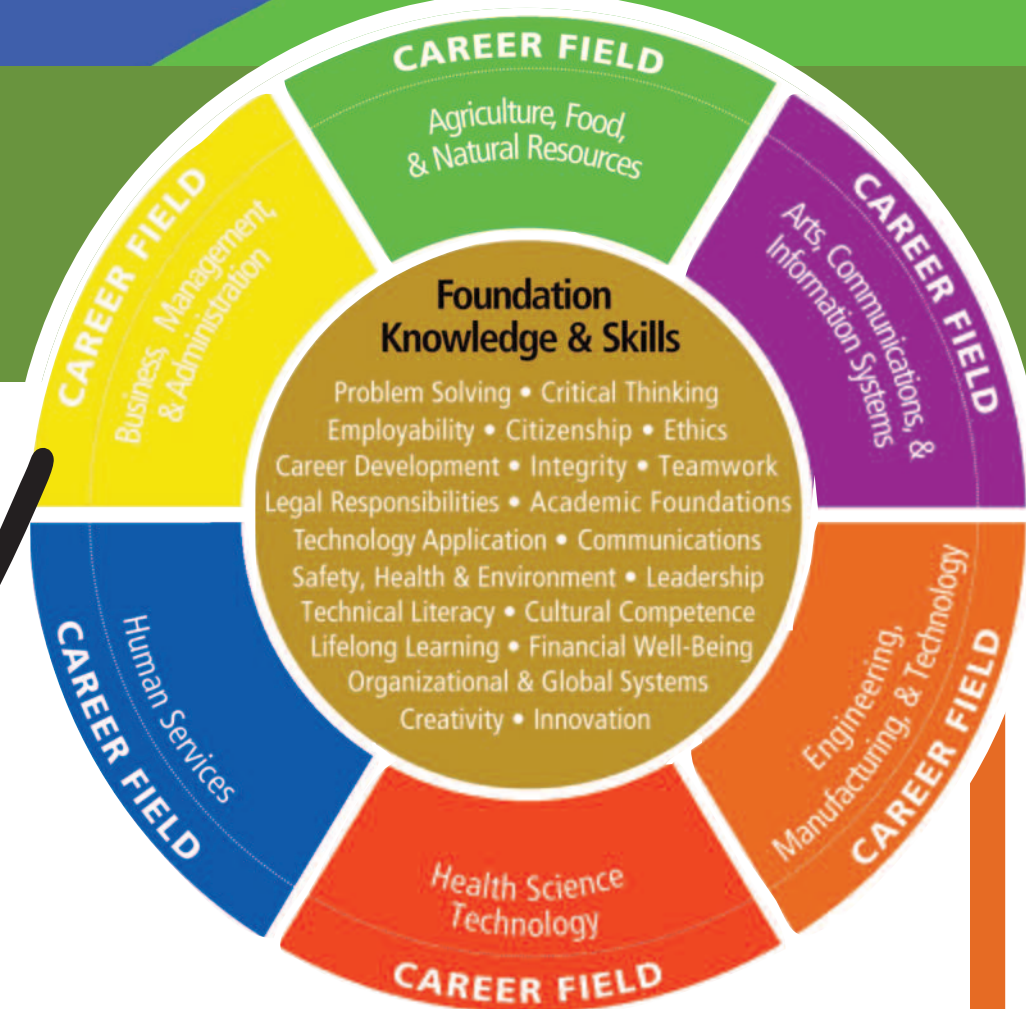 CAREER FIELD
Agriculture, Food,
& Natural Resources
CAREER FIELD
Arts, Communications, &
Information Systems
CAREER FIELD
Business, Management,
& Administration
Foundation
Knowledge & Skills
Problem Solving • Critical Thinking
Employability • Citizenship • Ethics
Career Development • Integrity • Teamwork
Legal Responsibilities • Academic Foundations
Technology Application • Communications
Safety, Health & Environment • Leadership
Technical Literacy • Cultural Competence
Lifelong Learning • Financial Well-Being
Organizational & Global Systems
Creativity • Innovation
Engineering,
Manufacturing, & Technology
CAREER FIELD
Human Services
CAREER FIELD
Health Science
Technology
CAREER FIELD